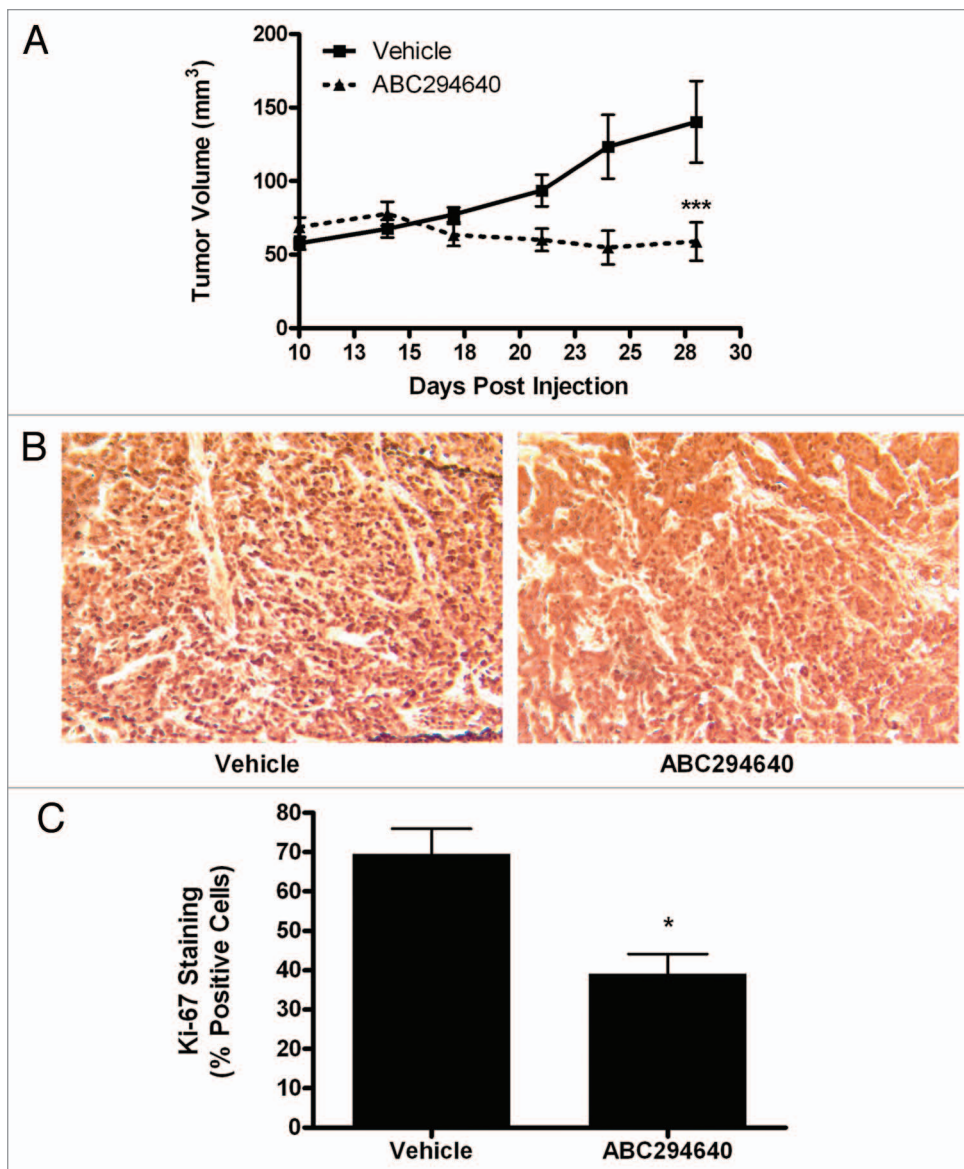 A
Vehicle
ABC294640
Tumor Volume (mm³)
200
150
100
50
0
***
10 13 15 18 20 23 25 28 30
Days Post Injection
B
Vehicle ABC294640
C
Ki-67 Staining
(% Positive Cells)
80
70
60
50
40
30
20
10
0
*
Vehicle ABC294640